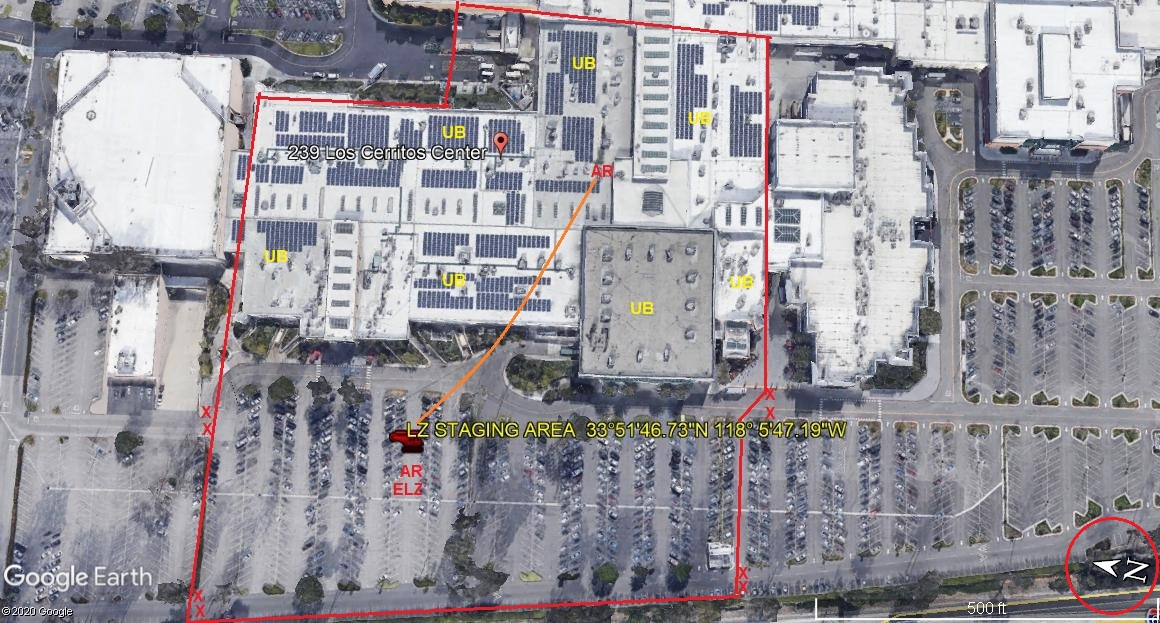 UB
UB
UB
UB
239 Los Cerritos Center
AR
UB
UB
UB
UB
X
X
X
X
LZ STAGING AREA  33°51'46.73"N 118° 5'47.19"W
AR
ELZ
X
X
X
X
N
Google Earth
©2020 Google
500 ft